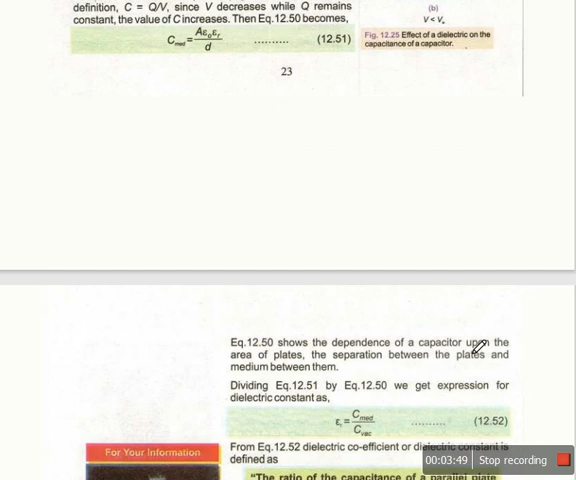 definition, C = Q/V, since V decreases while Q remains
constant, the value of C increases. Then Eq.12.50 becomes,
C_med = Aε₀εᵣ / d .......... (12.51)
(b)
V < Vₒ
Fig. 12.25 Effect of a dielectric on the
capacitance of a capacitor.
23
Eq.12.50 shows the dependence of a capacitor upon the
area of plates, the separation between the plates and
medium between them.
Dividing Eq.12.51 by Eq.12.50 we get expression for
dielectric constant as,
εᵣ = C_med / C_vac .......... (12.52)
For Your Information
From Eq.12.52 dielectric co-efficient or dielectric constant is
defined as
"The ratio of the capacitance of a parallel plate
00:03:49 Stop recording